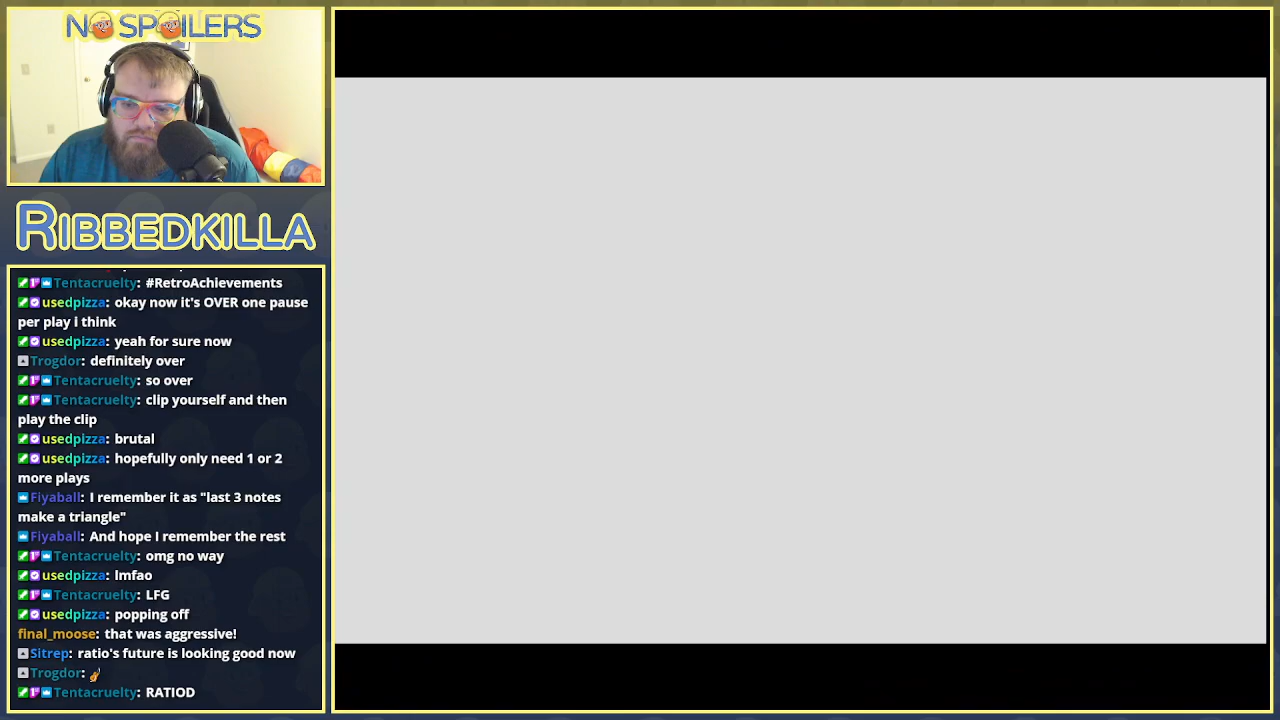 NO SPOILERS
RIBBEDKILLA
Tentacruelty: #RetroAchievements
usedpizza: okay now it's OVER one pause
per play i think
usedpizza: yeah for sure now
Trogdor: definitely over
Tentacruelty: so over
Tentacruelty: clip yourself and then
play the clip
usedpizza: brutal
usedpizza: hopefully only need 1 or 2
more plays
Fiyaball: I remember it as "last 3 notes
make a triangle"
Fiyaball: And hope I remember the rest
Tentacruelty: omg no way
usedpizza: lmfao
Tentacruelty: LFG
usedpizza: popping off
final_moose: that was aggressive!
Sitrep: ratio's future is looking good now
Trogdor:
Tentacruelty: RATIOD